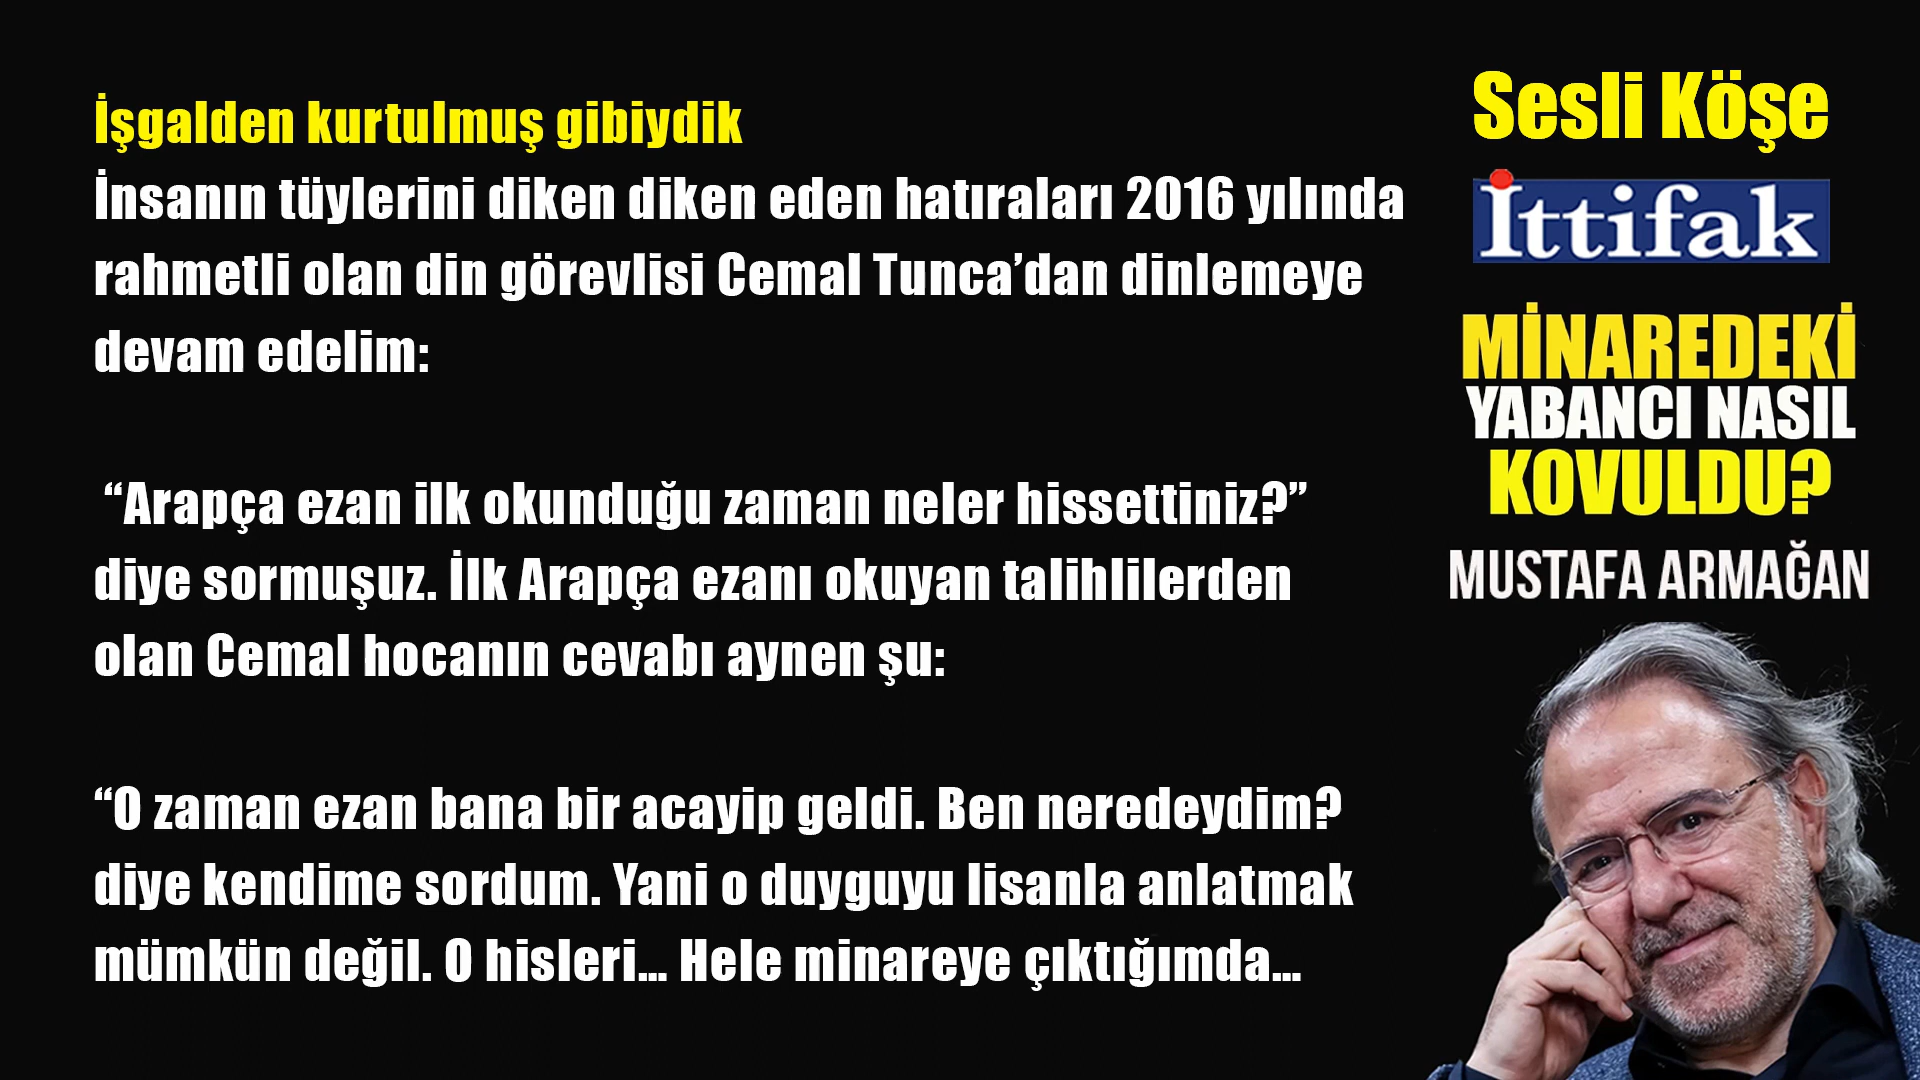 İşgalden kurtulmuş gibiydik
İnsanın tüylerini diken diken eden hatıraları 2016 yılında
rahmetli olan din görevlisi Cemal Tunca’dan dinlemeye
devam edelim:
“Arapça ezan ilk okunduğu zaman neler hissettiniz?”
diye sormuşuz. İlk Arapça ezanı okuyan talihlilerden
olan Cemal hocanın cevabı aynen şu:
“O zaman ezan bana bir acayip geldi. Ben neredeydim?
diye kendime sordum. Yani o duyguyu lisanla anlatmak
mümkün değil. O hisleri... Hele minareye çıktığımda...
Sesli Köşe
İttifak
MİNAREDEKİ
YABANCI NASIL
KOVULDU?
MUSTAFA ARMAĞAN